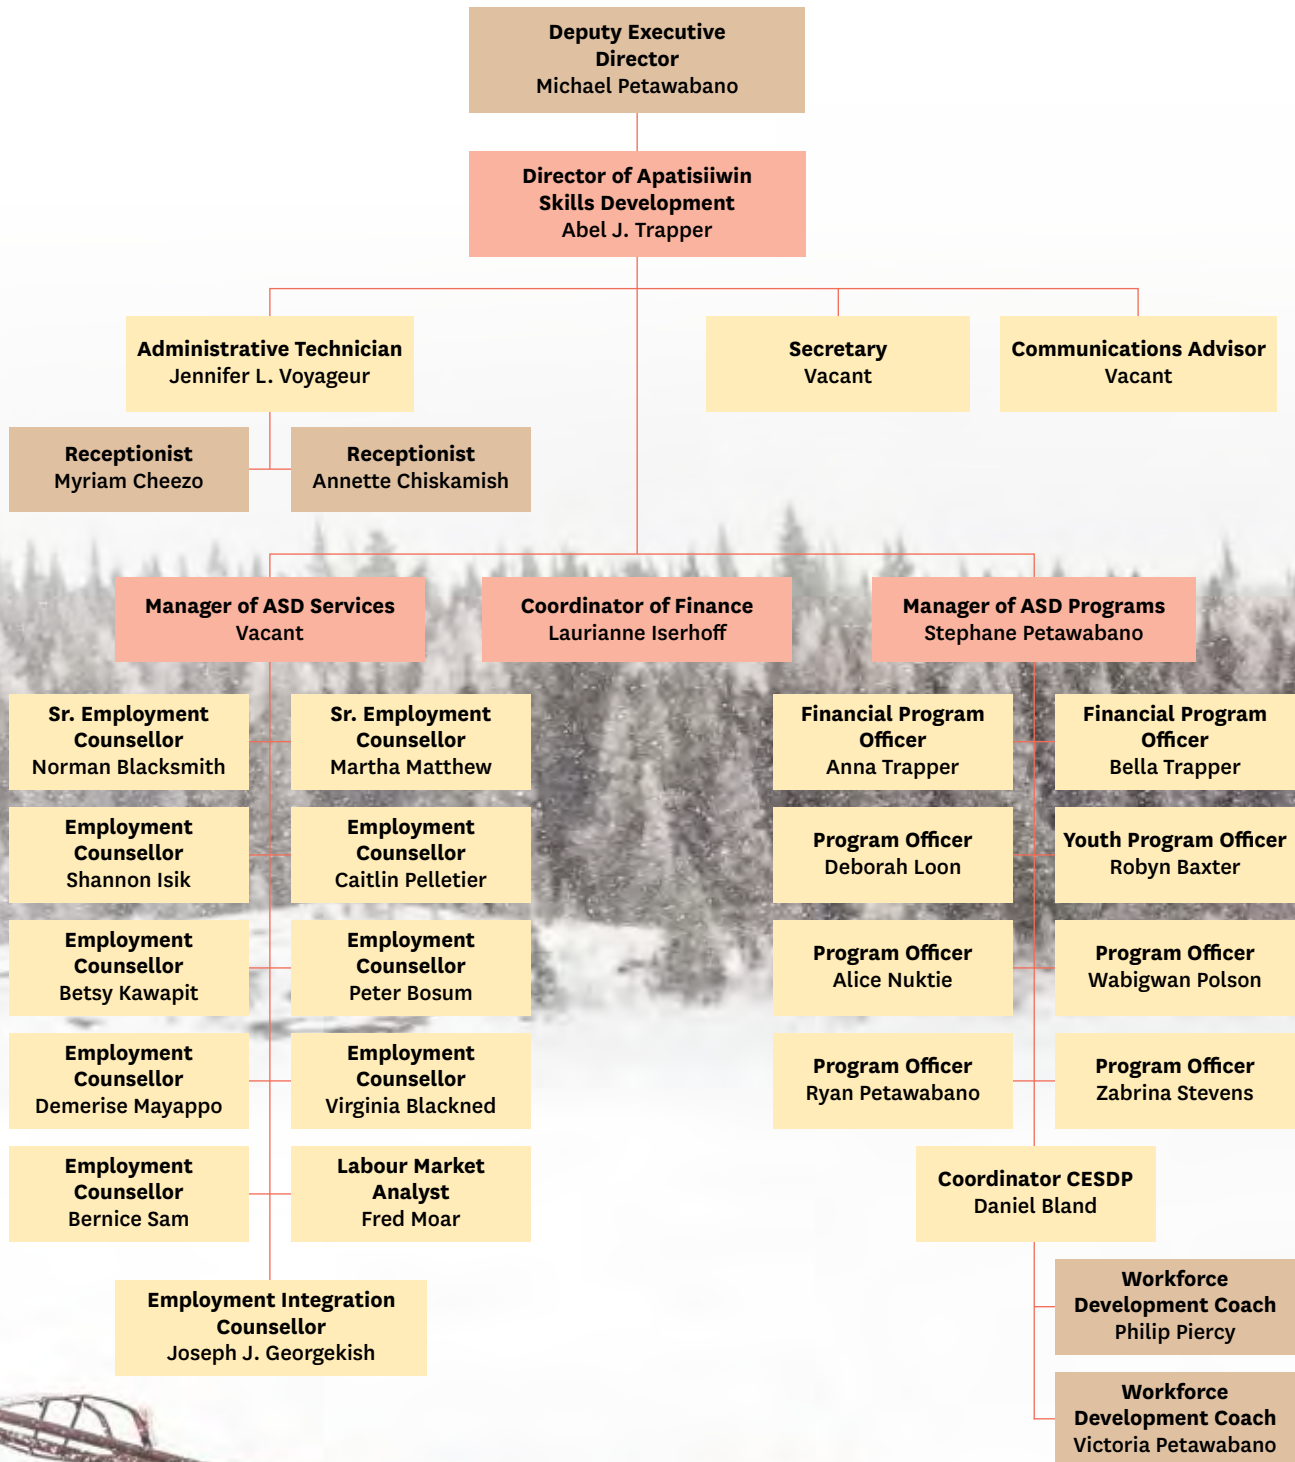 Deputy Executive
Director
Michael Petawabano
Director of Apatisiiwin
Skills Development
Abel J. Trapper
Administrative Technician
Jennifer L. Voyageur
Secretary
Vacant
Communications Advisor
Vacant
Receptionist
Myriam Cheezo
Receptionist
Annette Chiskamish
Manager of ASD Services
Vacant
Coordinator of Finance
Laurianne Iserhoff
Manager of ASD Programs
Stephane Petawabano
Sr. Employment
Counsellor
Norman Blacksmith
Sr. Employment
Counsellor
Martha Matthew
Financial Program
Officer
Anna Trapper
Financial Program
Officer
Bella Trapper
Employment
Counsellor
Shannon Isik
Employment
Counsellor
Caitlin Pelletier
Program Officer
Deborah Loon
Youth Program Officer
Robyn Baxter
Employment
Counsellor
Betsy Kawapit
Employment
Counsellor
Peter Bosum
Program Officer
Alice Nuktie
Program Officer
Wabigwan Polson
Employment
Counsellor
Demerise Mayappo
Employment
Counsellor
Virginia Blackned
Program Officer
Ryan Petawabano
Program Officer
Zabrina Stevens
Employment
Counsellor
Bernice Sam
Labour Market
Analyst
Fred Moar
Coordinator CESDP
Daniel Bland
Employment Integration
Counsellor
Joseph J. Georgekish
Workforce
Development Coach
Philip Piercy
Workforce
Development Coach
Victoria Petawabano